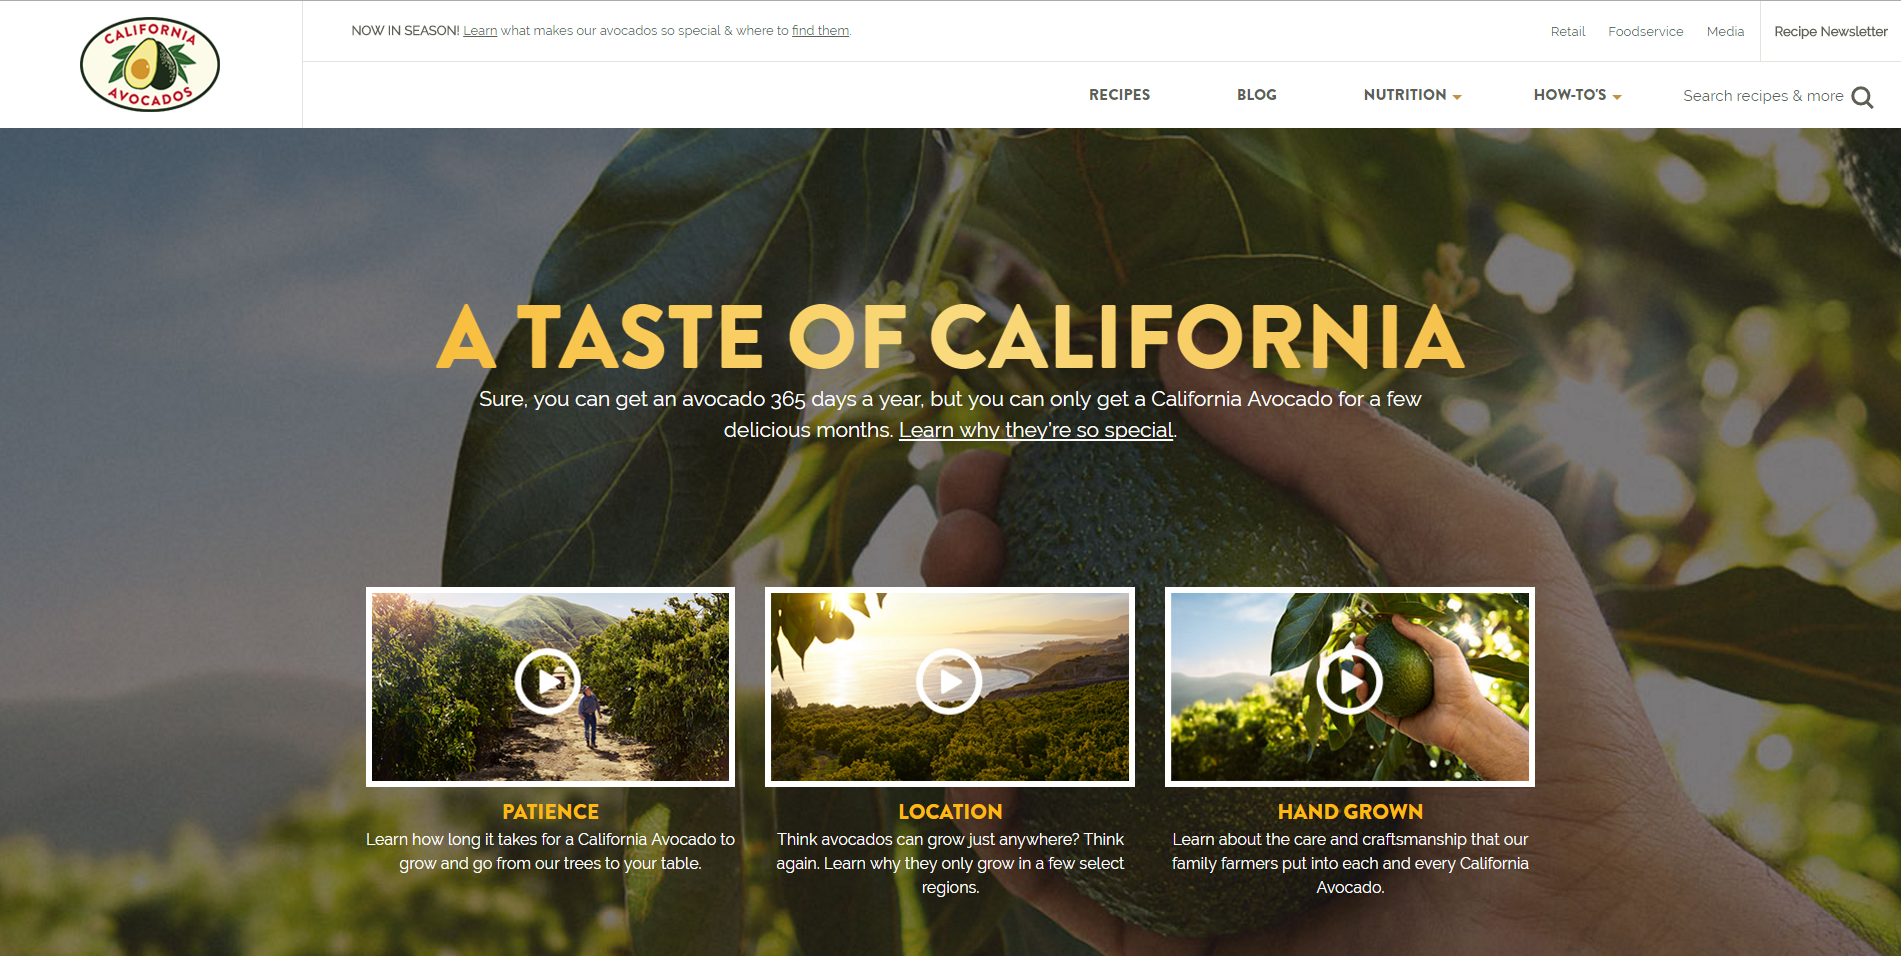 CALIFORNIA
AVOCADOS
NOW IN SEASON! Learn what makes our avocados so special & where to find them.
Retail
Foodservice
Media
Recipe Newsletter
RECIPES
BLOG
NUTRITION
HOW-TO'S
Search recipes & more
A TASTE OF CALIFORNIA
Sure, you can get an avocado 365 days a year, but you can only get a California Avocado for a few
delicious months. Learn why they're so special.
PATIENCE
Learn how long it takes for a California Avocado to
grow and go from our trees to your table.
LOCATION
Think avocados can grow just anywhere? Think
again. Learn why they only grow in a few select
regions.
HAND GROWN
Learn about the care and craftsmanship that our
family farmers put into each and every California
Avocado.